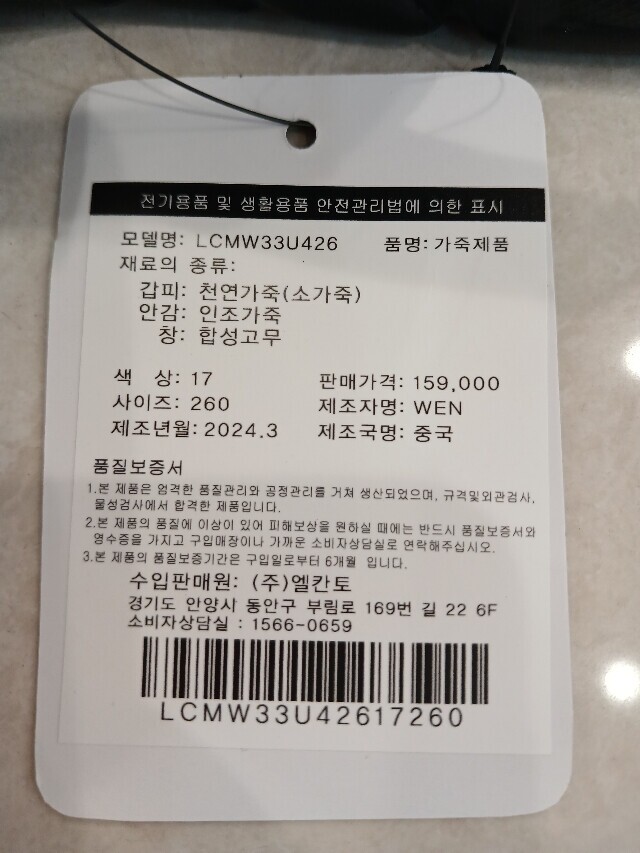 전기용품 및 생활용품 안전관리법에 의한 표시
모델명: LCMW33U426 품명: 가죽제품
재료의 종류:
갑피: 천연가죽(소가죽)
안감: 인조가죽
창: 합성고무
색 상: 17 판매가격: 159,000
사이즈: 260 제조자명: WEN
제조년월: 2024.3 제조국명: 중국
품질보증서
1.본 제품은 엄격한 품질관리와 공정관리를 거쳐 생산되었으며, 규격및외관검사,
물성검사에서 합격한 제품입니다.
2.본 제품의 품질에 이상이 있어 피해보상을 원하실 때에는 반드시 품질보증서와
영수증을 가지고 구입매장이나 가까운 소비자상담실로 연락해주십시오.
3.본 제품의 품질보증기간은 구입일로부터 6개월 입니다.
수입판매원: (주)엘칸토
경기도 안양시 동안구 부림로 169번 길 22 6F
소비자상담실 : 1566-0659
LCMW33U42617260